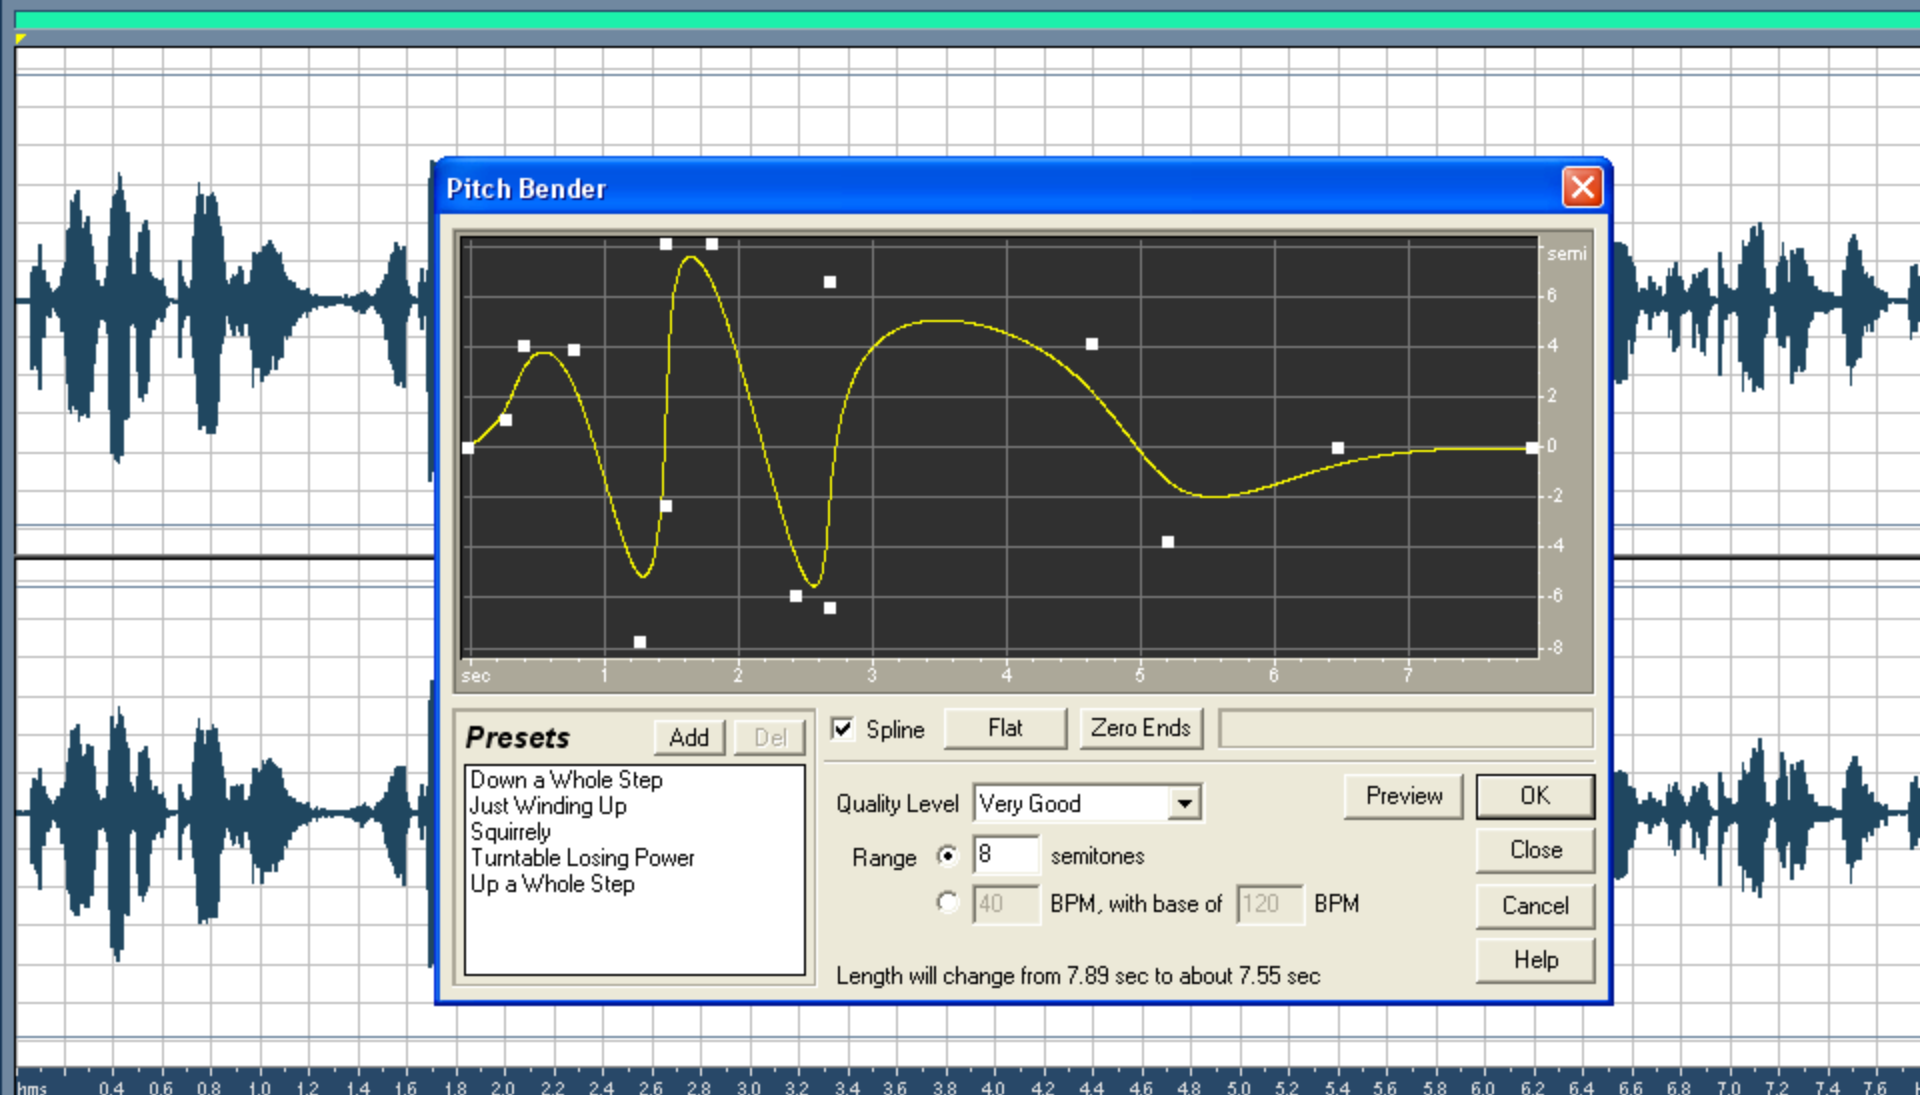 Pitch Bender
semi
6
4
2
0
-2
-4
-6
-8
sec 1 2 3 4 5 6 7
Presets Add Del
Down a Whole Step
Just Winding Up
Squirrely
Turntable Losing Power
Up a Whole Step
Spline Flat Zero Ends
Quality Level Very Good Preview OK
Range 8 semitones Close
40 BPM, with base of 120 BPM Cancel
Help
Length will change from 7.89 sec to about 7.55 sec
hms 0.4 0.6 0.8 1.0 1.2 1.4 1.6 1.8 2.0 2.2 2.4 2.6 2.8 3.0 3.2 3.4 3.6 3.8 4.0 4.2 4.4 4.6 4.8 5.0 5.2 5.4 5.6 5.8 6.0 6.2 6.4 6.6 6.8 7.0 7.2 7.4 7.6